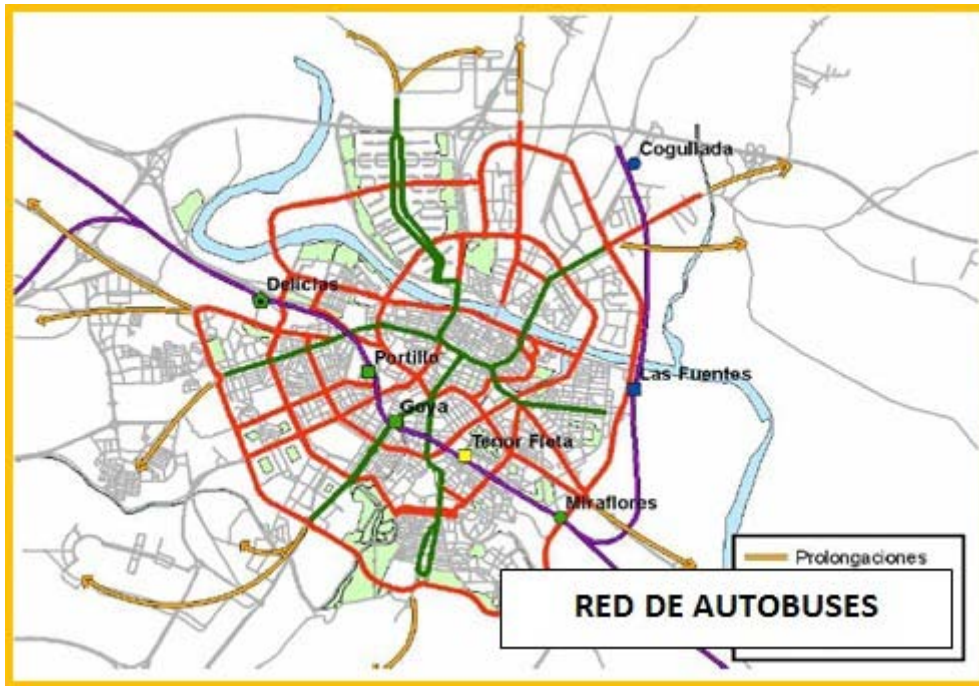 Cogullada
Delicias
Portillo
Las Fuentes
Goya
Tenor Fleta
Miraflores
Prolongaciones
RED DE AUTOBUSES